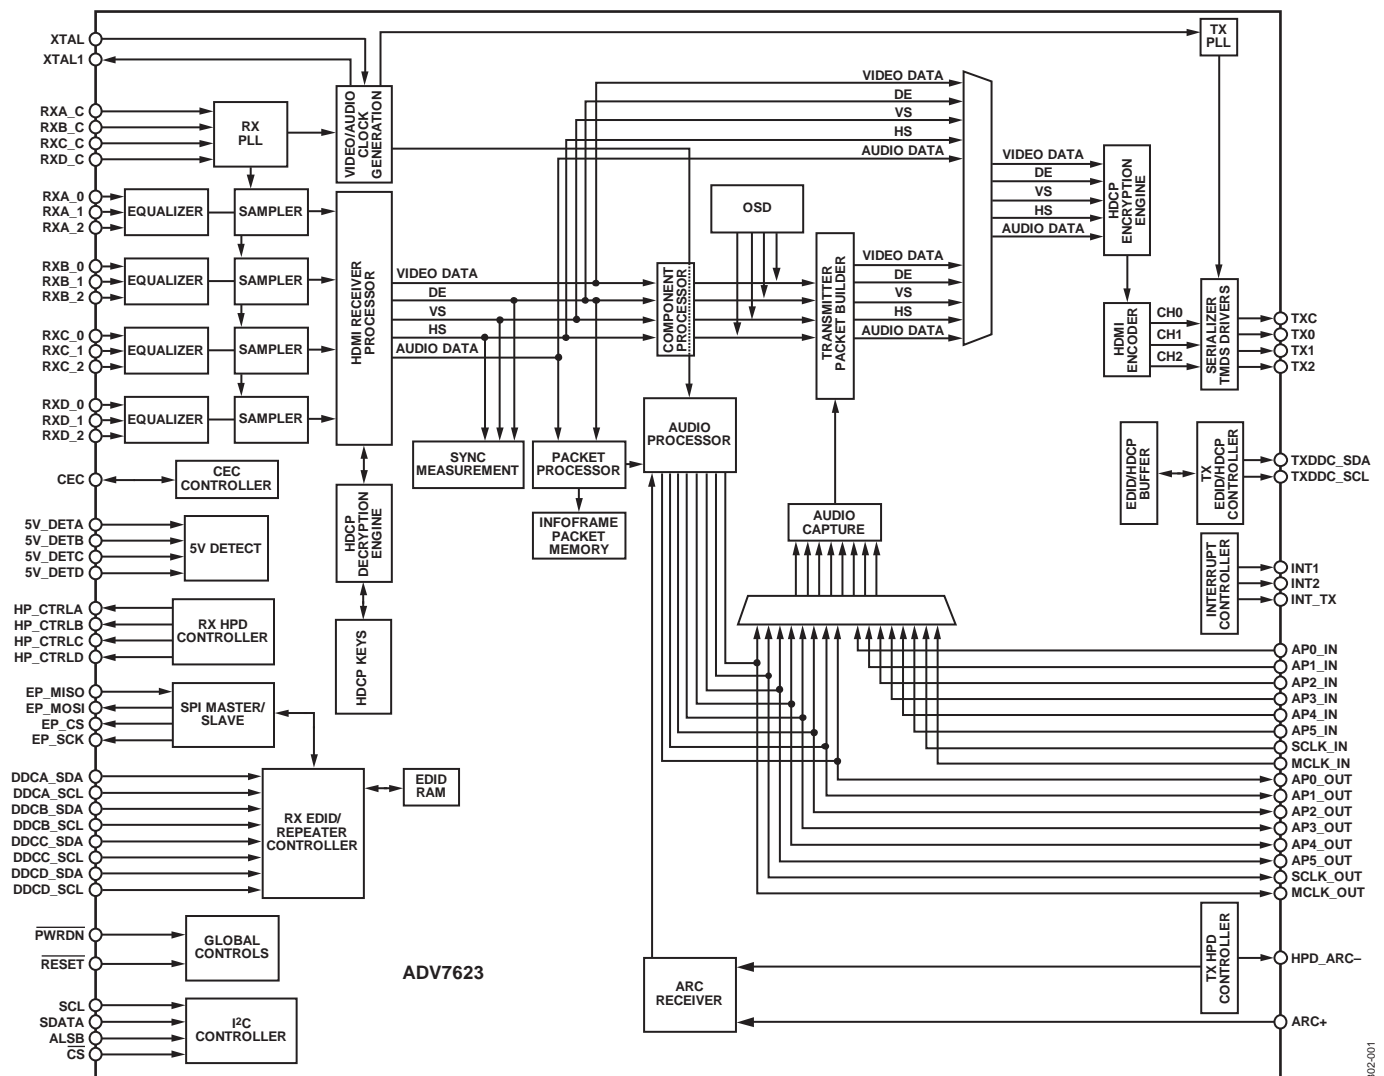 XTAL
XTAL1
RXA_C
RXB_C
RXC_C
RXD_C
RXA_0
RXA_1
RXA_2
RXB_0
RXB_1
RXB_2
RXC_0
RXC_1
RXC_2
RXD_0
RXD_1
RXD_2
CEC
5V_DETA
5V_DETB
5V_DETC
5V_DETD
HP_CTRLA
HP_CTRLB
HP_CTRLC
HP_CTRLD
EP_MISO
EP_MOSI
EP_CS
EP_SCK
DDCA_SDA
DDCA_SCL
DDCB_SDA
DDCB_SCL
DDCC_SDA
DDCC_SCL
DDCD_SDA
DDCD_SCL
PWRDN
RESET
SCL
SDATA
ALSB
CS
RX
PLL
EQUALIZER
SAMPLER
EQUALIZER
SAMPLER
EQUALIZER
SAMPLER
EQUALIZER
SAMPLER
CEC
CONTROLLER
5V DETECT
RX HPD
CONTROLLER
SPI MASTER/
SLAVE
RX EDID/
REPEATER
CONTROLLER
EDID
RAM
GLOBAL
CONTROLS
I²C
CONTROLLER
VIDEO/AUDIO
CLOCK
GENERATION
HDMI RECEIVER
PROCESSOR
HDCP
DECRYPTION
ENGINE
HDCP KEYS
VIDEO DATA
DE
VS
HS
AUDIO DATA
SYNC
MEASUREMENT
PACKET
PROCESSOR
INFOFRAME
PACKET
MEMORY
COMPONENT
PROCESSOR
AUDIO
PROCESSOR
OSD
TRANSMITTER
PACKET BUILDER
AUDIO
CAPTURE
VIDEO DATA
DE
VS
HS
AUDIO DATA
VIDEO DATA
DE
VS
HS
AUDIO DATA
VIDEO DATA
DE
VS
HS
AUDIO DATA
TX
PLL
HDCP
ENCRYPTION
ENGINE
HDMI
ENCODER
CH0
CH1
CH2
SERIALIZER
TMDS DRIVERS
EDID/HDCP
BUFFER
TX
EDID/HDCP
CONTROLLER
INTERRUPT
CONTROLLER
ARC
RECEIVER
TX HPD
CONTROLLER
TXC
TX0
TX1
TX2
TXDDC_SDA
TXDDC_SCL
INT1
INT2
INT_TX
AP0_IN
AP1_IN
AP2_IN
AP3_IN
AP4_IN
AP5_IN
SCLK_IN
MCLK_IN
AP0_OUT
AP1_OUT
AP2_OUT
AP3_OUT
AP4_OUT
AP5_OUT
SCLK_OUT
MCLK_OUT
HPD_ARC–
ARC+
ADV7623